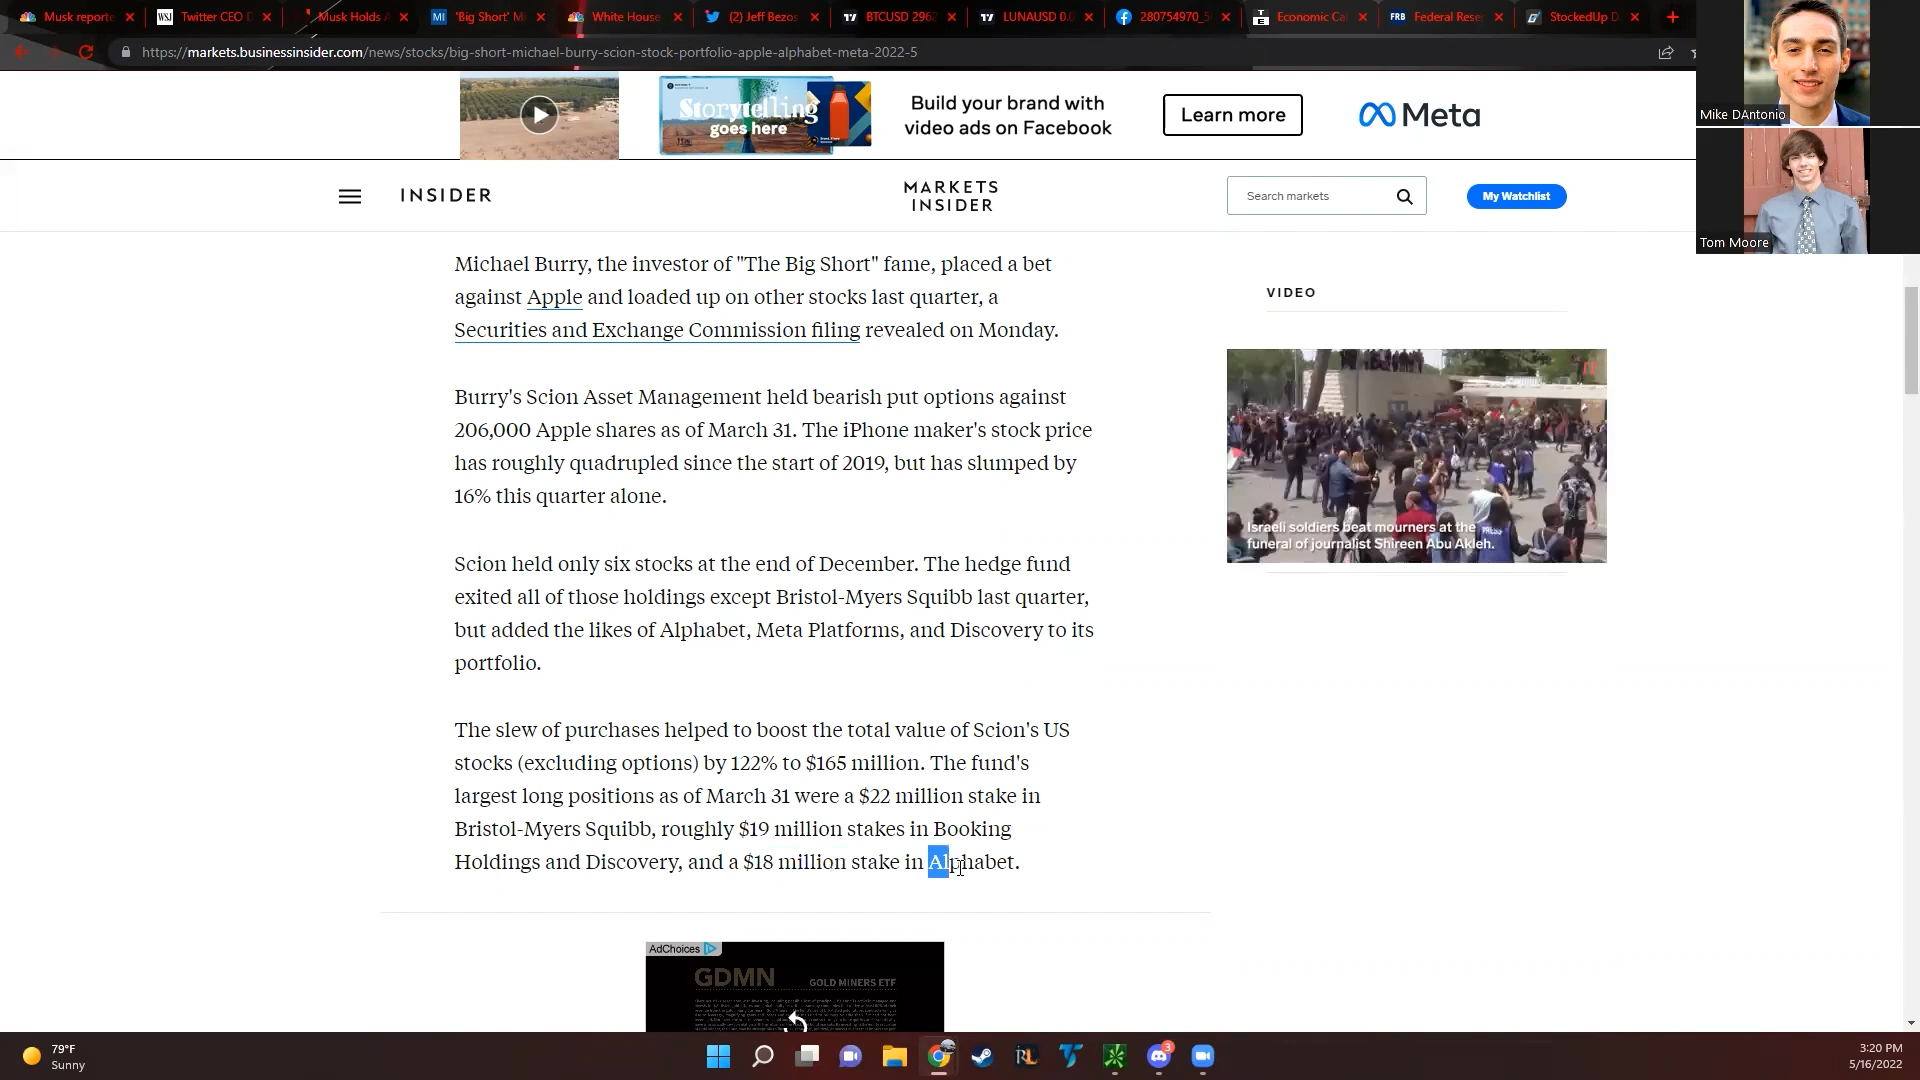 Musk reporte
Twitter CEO D
Musk Holds A
'Big Short' M
White House
(2) Jeff Bezos
BTCUSD 296
LUNAUSD 0.0
280754970_5
Economic Cal
Federal Rese
StockedUp D
https://markets.businessinsider.com/news/stocks/big-short-michael-burry-scion-stock-portfolio-apple-alphabet-meta-2022-5
Storytelling
goes here
Build your brand with
video ads on Facebook
Learn more
Meta
Mike DAntonio
Tom Moore
INSIDER
MARKETS
INSIDER
Search markets
My Watchlist
Michael Burry, the investor of "The Big Short" fame, placed a bet
against Apple and loaded up on other stocks last quarter, a
Securities and Exchange Commission filing revealed on Monday.
Burry's Scion Asset Management held bearish put options against
206,000 Apple shares as of March 31. The iPhone maker's stock price
has roughly quadrupled since the start of 2019, but has slumped by
16% this quarter alone.
Scion held only six stocks at the end of December. The hedge fund
exited all of those holdings except Bristol-Myers Squibb last quarter,
but added the likes of Alphabet, Meta Platforms, and Discovery to its
portfolio.
The slew of purchases helped to boost the total value of Scion's US
stocks (excluding options) by 122% to $165 million. The fund's
largest long positions as of March 31 were a $22 million stake in
Bristol-Myers Squibb, roughly $19 million stakes in Booking
Holdings and Discovery, and a $18 million stake in Alphabet.
VIDEO
Israeli soldiers beat mourners at the
funeral of journalist Shireen Abu Akleh.
PRESS
AdChoices
GDMN
GOLD MINERS ETF
79°F
Sunny
3:20 PM
5/16/2022